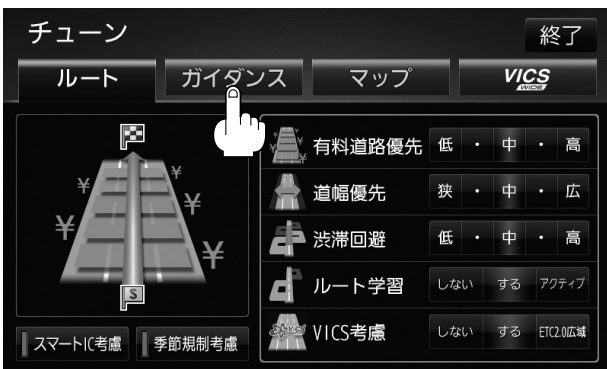 チューン 終了
ルート ガイダンス マップ VICS WIDE
有料道路優先 低 ・ 中 ・ 高
道幅優先 狭 ・ 中 ・ 広
渋滞回避 低 ・ 中 ・ 高
ルート学習 しない する アクティブ
VICS考慮 しない する ETC2.0広域
¥ ¥ ¥ ¥
S
スマートIC考慮 季節規制考慮